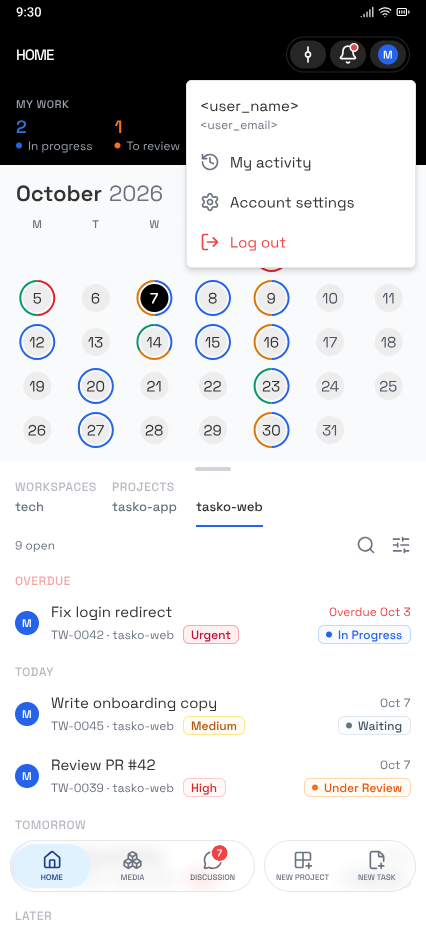 9:30
HOME
M
MY WORK
2
In progress
1
To review
<user_name>
<user_email>
My activity
Account settings
Log out
October 2026
M T W
5 6 7 8 9 10 11
12 13 14 15 16 17 18
19 20 21 22 23 24 25
26 27 28 29 30 31
WORKSPACES PROJECTS
tech tasko-app tasko-web
9 open
OVERDUE
M
Fix login redirect
Overdue Oct 3
TW-0042 · tasko-web Urgent
In Progress
TODAY
M
Write onboarding copy
Oct 7
TW-0045 · tasko-web Medium
Waiting
M
Review PR #42
Oct 7
TW-0039 · tasko-web High
Under Review
TOMORROW
7
HOME MEDIA DISCUSSION NEW PROJECT NEW TASK
LATER